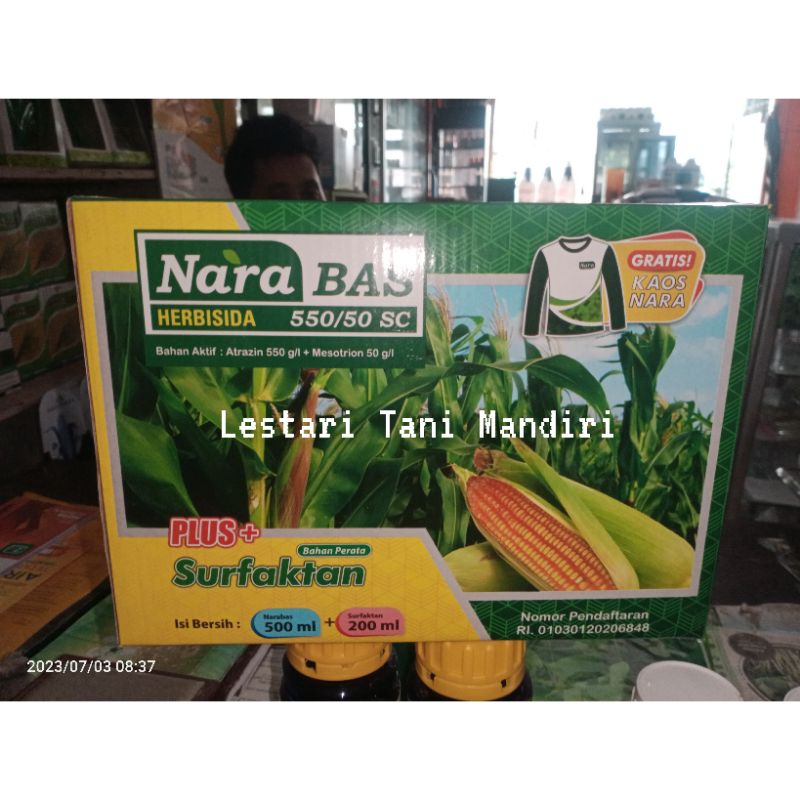 Nara BAS
HERBISIDA 550/50 SC
Bahan Aktif : Atrazin 550 g/l + Mesotrion 50 g/l
Nara
GRATIS!
KAOS
NARA
Lestari Tani Mandiri
PLUS+
Bahan Perata
Surfaktan
Isi Bersih : Narabas 500 ml + Surfaktan 200 ml
Nomor Pendaftaran
RI. 01030120206848
2023/07/03 08:37